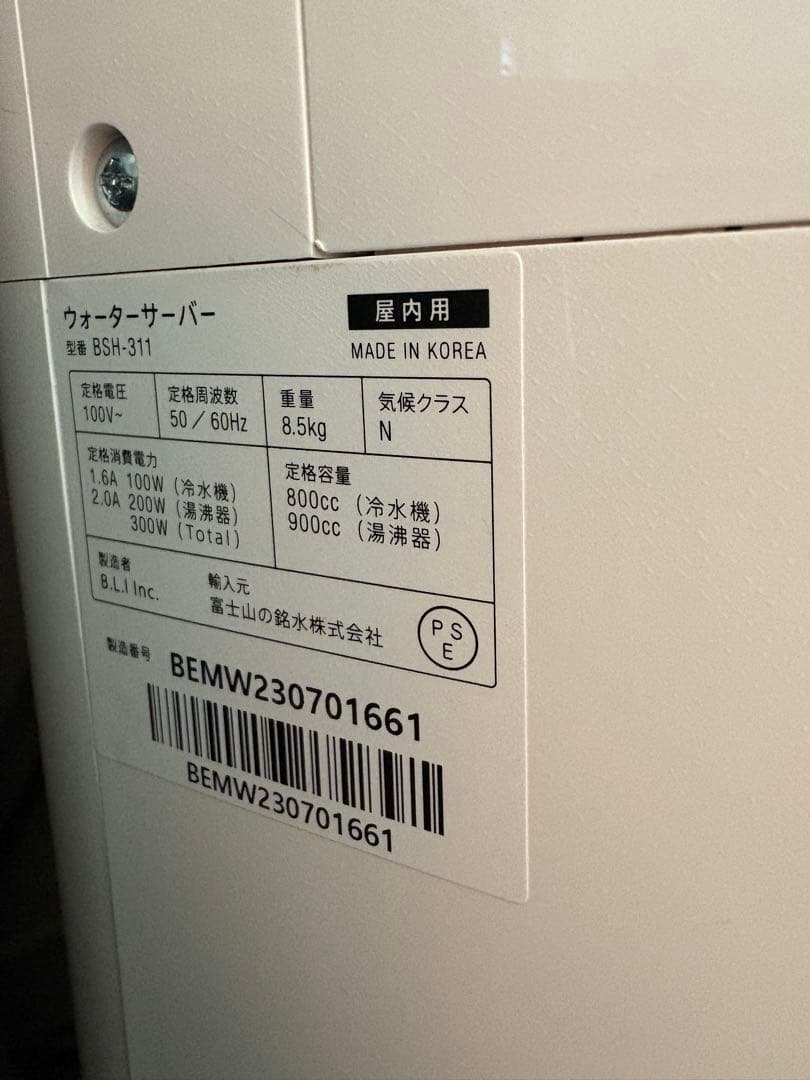 ウォーターサーバー
屋内用
型番 BSH-311
MADE IN KOREA
定格電圧
100V~
定格周波数
50／60Hz
重量
8.5kg
気候クラス
N
定格消費電力
1.6A 100W (冷水機)
2.0A 200W (湯沸器)
300W (Total)
定格容量
800cc (冷水機)
900cc (湯沸器)
製造者
B.L.I Inc.
輸入元
富士山の銘水株式会社
PS
E
製造番号
BEMW230701661
BEMW230701661